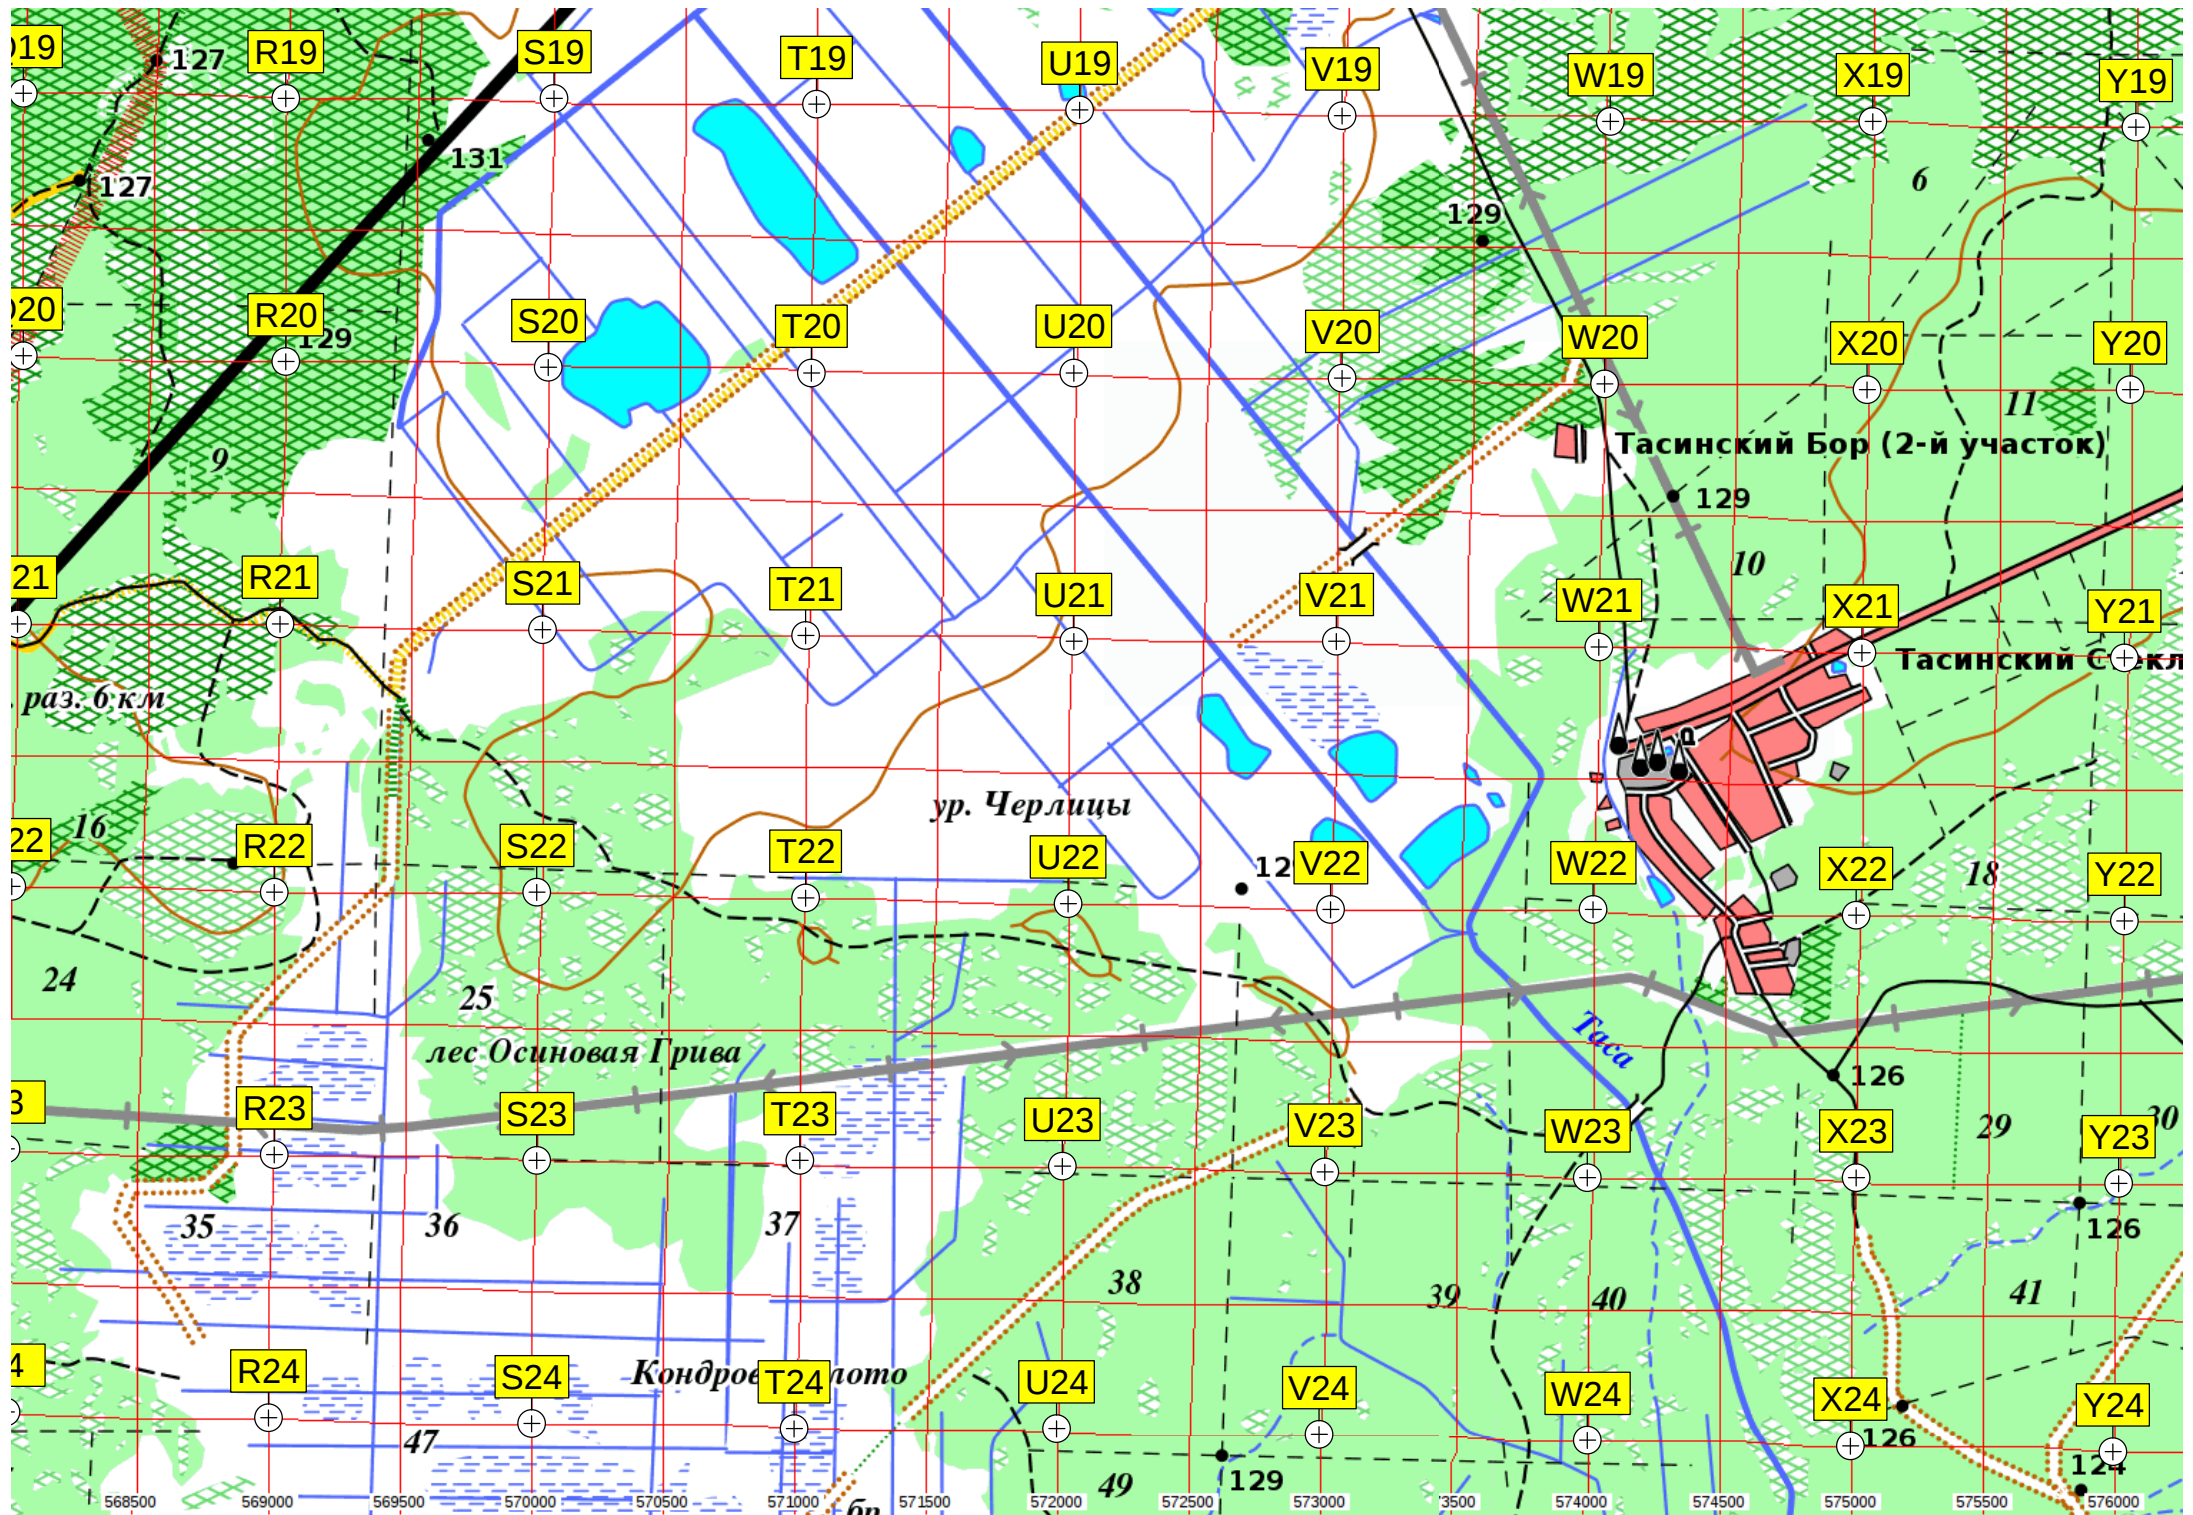 127 R19 S19 T19 U19 V19 W19 X19 Y19
131
127
6
129
R20 129 S20 T20 U20 V20 W20 X20 Y20
11
Тасинский Бор (2-й участок)
9
129
10
21 R21 S21 T21 U21 V21 W21 X21 Y21
Тасинский
раз. 6 км
ур. Черлицы
16
22 R22 S22 T22 U22 V22 W22 X22 18 Y22
24
25
лес Осиновая Грива
Таса
126
R23 S23 T23 U23 V23 W23 X23 29 Y23 30
35 36 37
126
38 39 40 41
R24 S24 T24 U24 V24 W24 X24 Y24
47
126
124
49 129
568500 569000 569500 570000 570500 571000 571500 572000 572500 573000 3500 574000 574500 575000 575500 576000